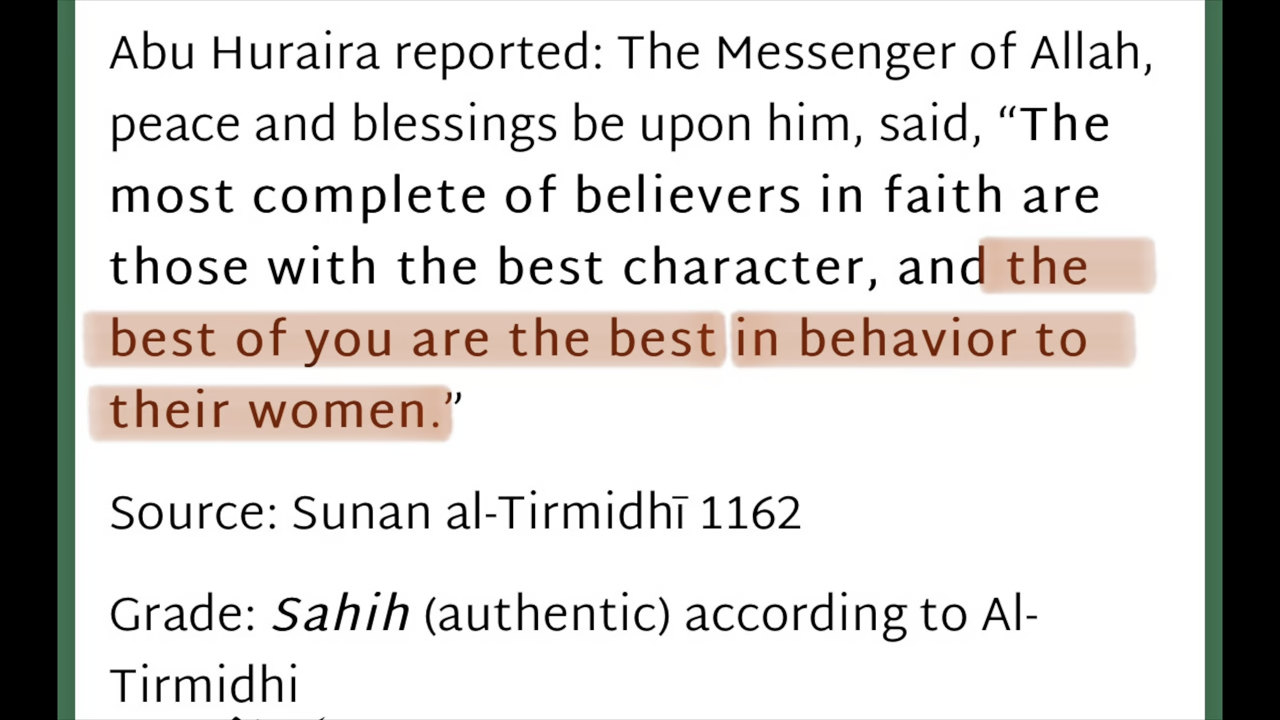 Abu Huraira reported: The Messenger of Allah,
peace and blessings be upon him, said, “The
most complete of believers in faith are
those with the best character, and the
best of you are the best in behavior to
their women.”
Source: Sunan al-Tirmidhī 1162
Grade: Sahih (authentic) according to Al-
Tirmidhi